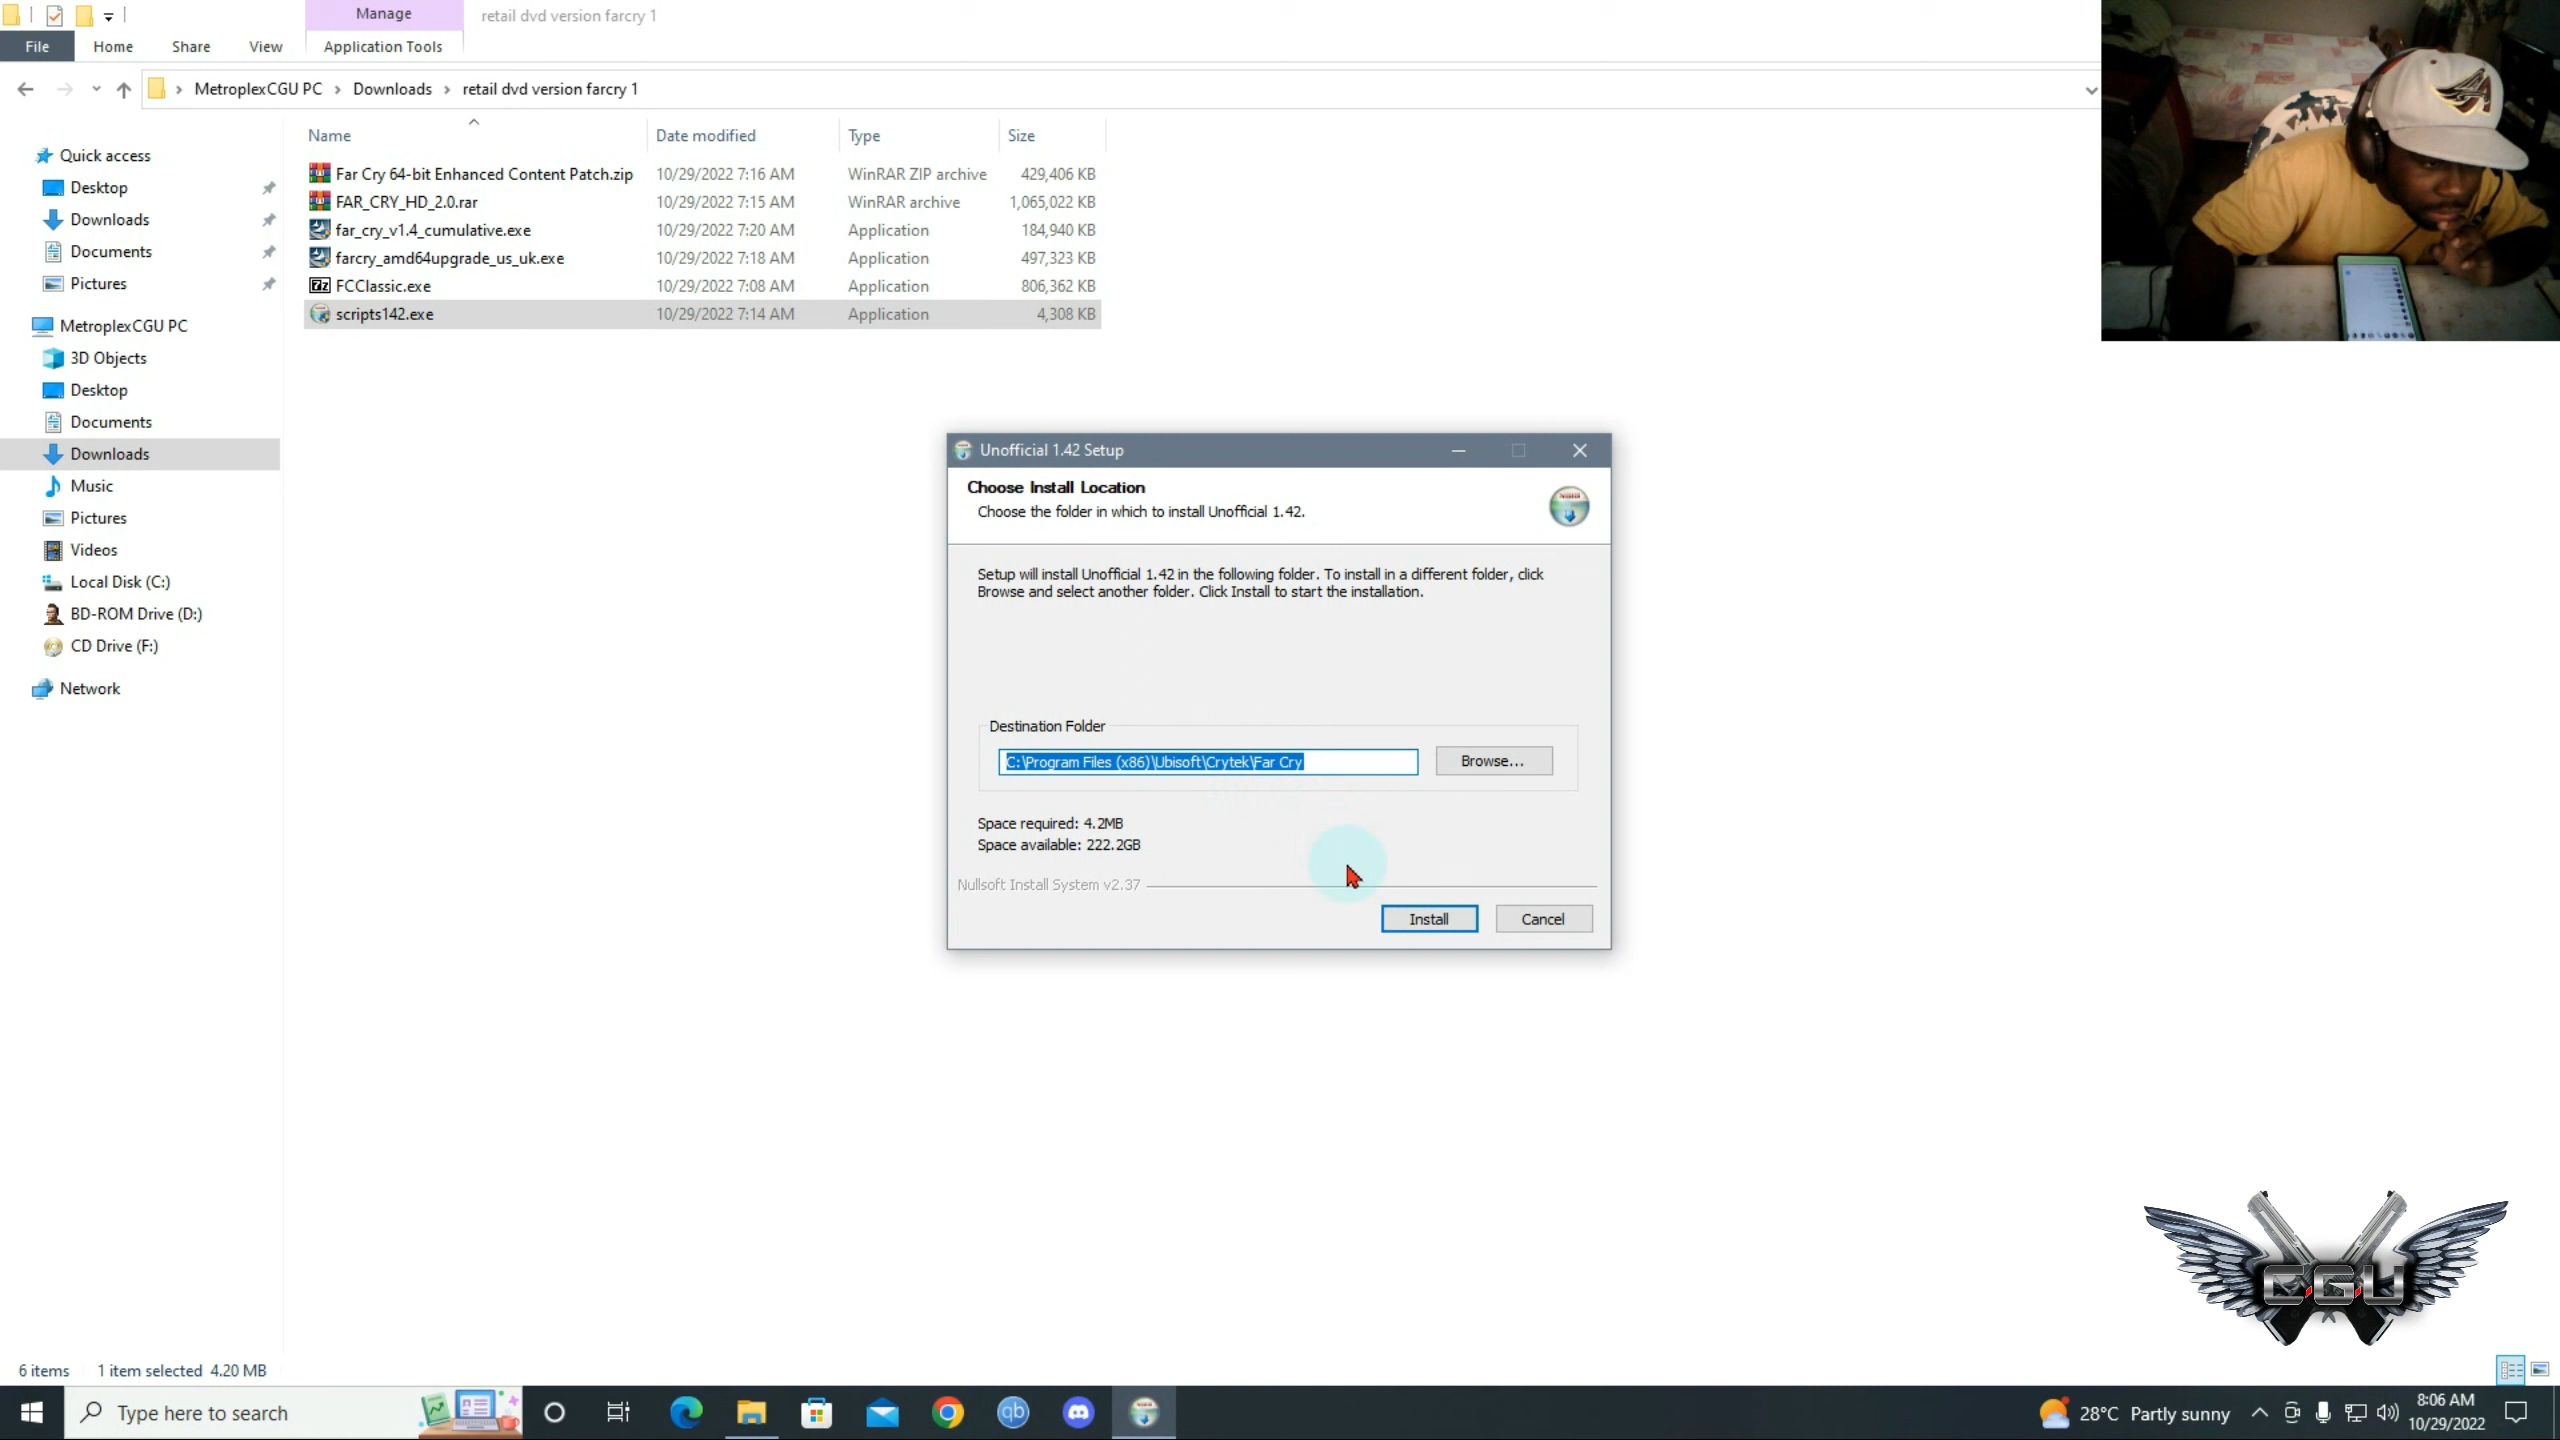 Manage
retail dvd version farcry 1
File
Home
Share
View
Application Tools
MetroplexCGU PC
Downloads
retail dvd version farcry 1
Name
Date modified
Type
Size
Far Cry 64-bit Enhanced Content Patch.zip 10/29/2022 7:16 AM WinRAR ZIP archive 429,406 KB
FAR_CRY_HD_2.0.rar 10/29/2022 7:15 AM WinRAR archive 1,065,022 KB
far_cry_v1.4_cumulative.exe 10/29/2022 7:20 AM Application 184,940 KB
farcry_amd64upgrade_us_uk.exe 10/29/2022 7:18 AM Application 497,323 KB
FCClassic.exe 10/29/2022 7:08 AM Application 806,362 KB
scripts142.exe 10/29/2022 7:14 AM Application 4,308 KB
Quick access
Desktop
Downloads
Documents
Pictures
MetroplexCGU PC
3D Objects
Desktop
Documents
Downloads
Music
Pictures
Videos
Local Disk (C:)
BD-ROM Drive (D:)
CD Drive (F:)
Network
Unofficial 1.42 Setup
Choose Install Location
Choose the folder in which to install Unofficial 1.42.
Setup will install Unofficial 1.42 in the following folder. To install in a different folder, click
Browse and select another folder. Click Install to start the installation.
Destination Folder
C:\Program Files (x86)\Ubisoft\Crytek\Far Cry
Browse...
Space required: 4.2MB
Space available: 222.2GB
Nullsoft Install System v2.37
Install
Cancel
CGU
6 items
1 item selected 4.20 MB
Type here to search
qb
28°C Partly sunny
8:06 AM
10/29/2022